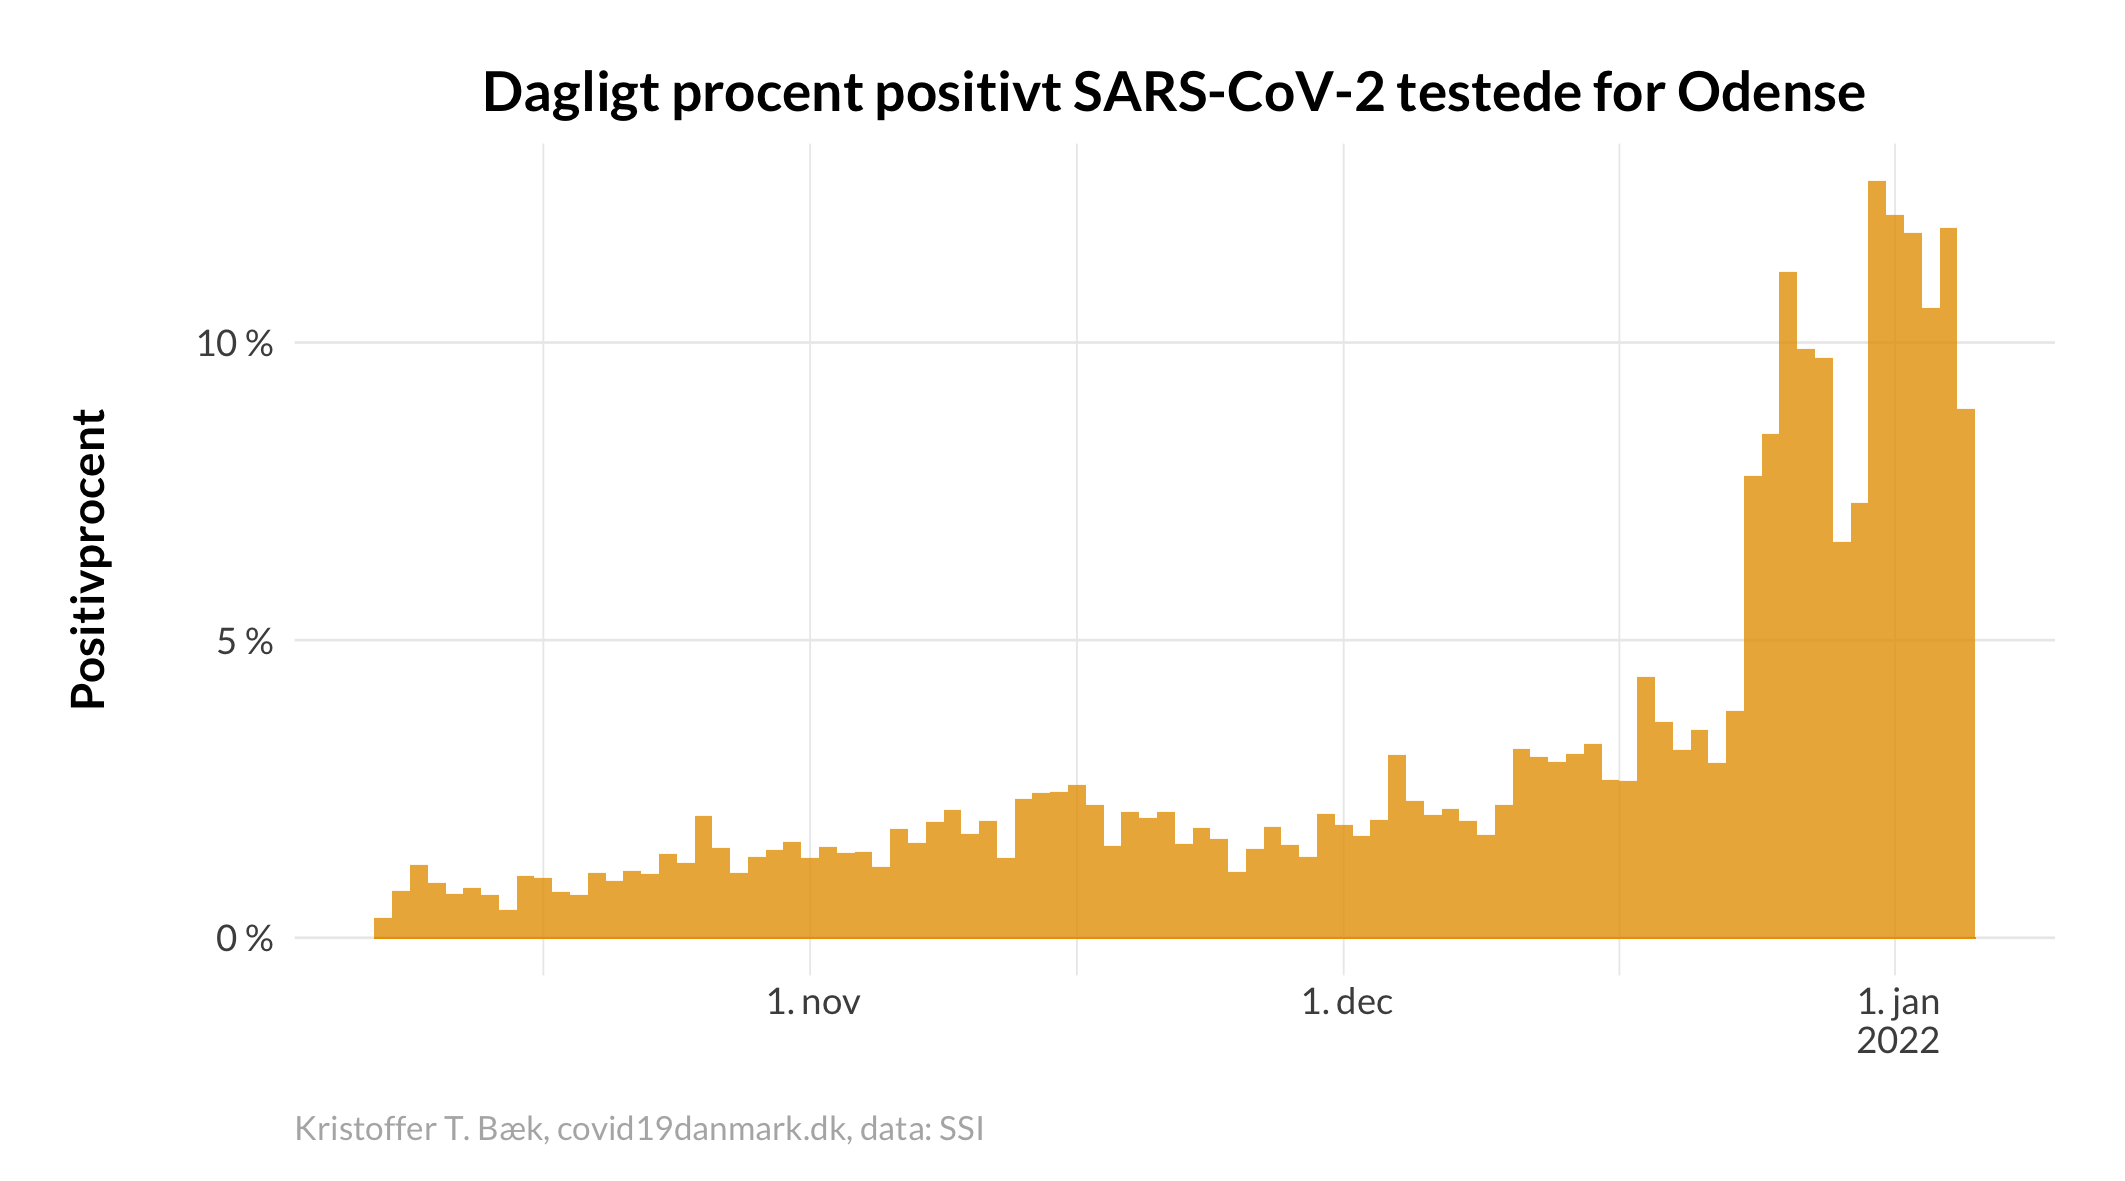 Dagligt procent positivt SARS-CoV-2 testede for Odense
Positivprocent
10 %
5 %
0 %
1. nov
1. dec
1. jan
2022
Kristoffer T. Bæk, covid19danmark.dk, data: SSI